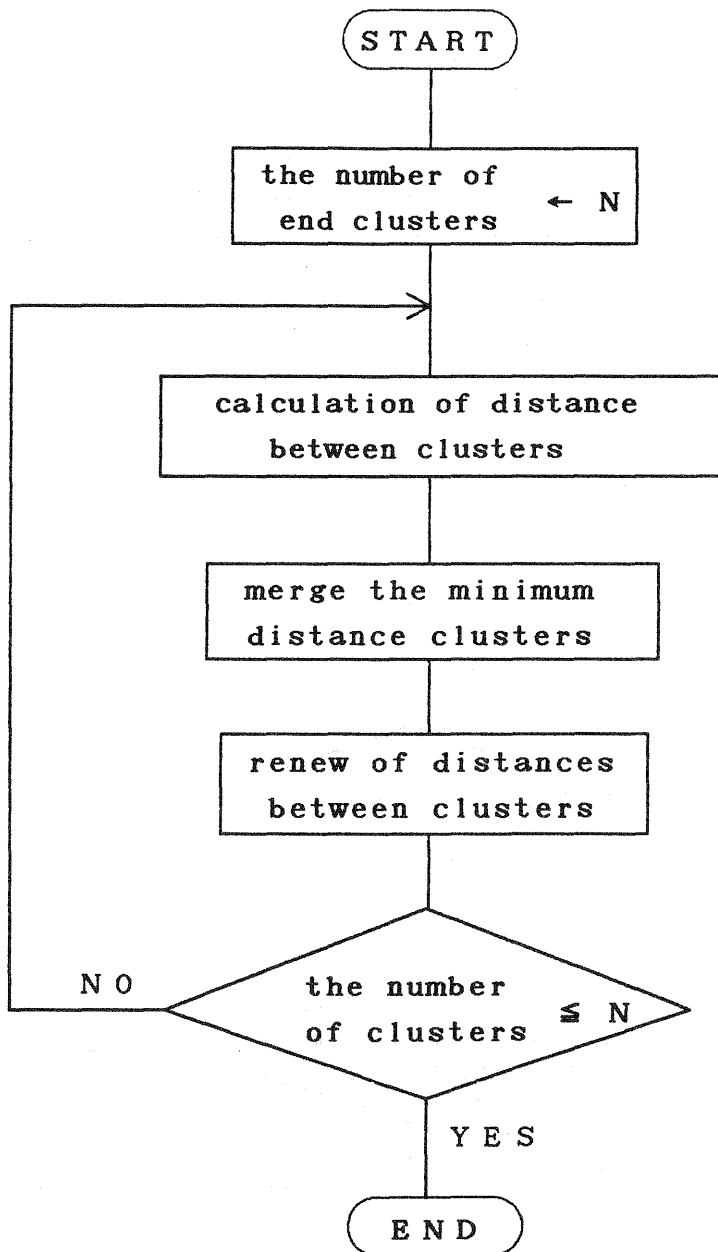 START
the number of
end clusters ← N
calculation of distance
between clusters
merge the minimum
distance clusters
renew of distances
between clusters
NO
the number
of clusters ≦ N
YES
END